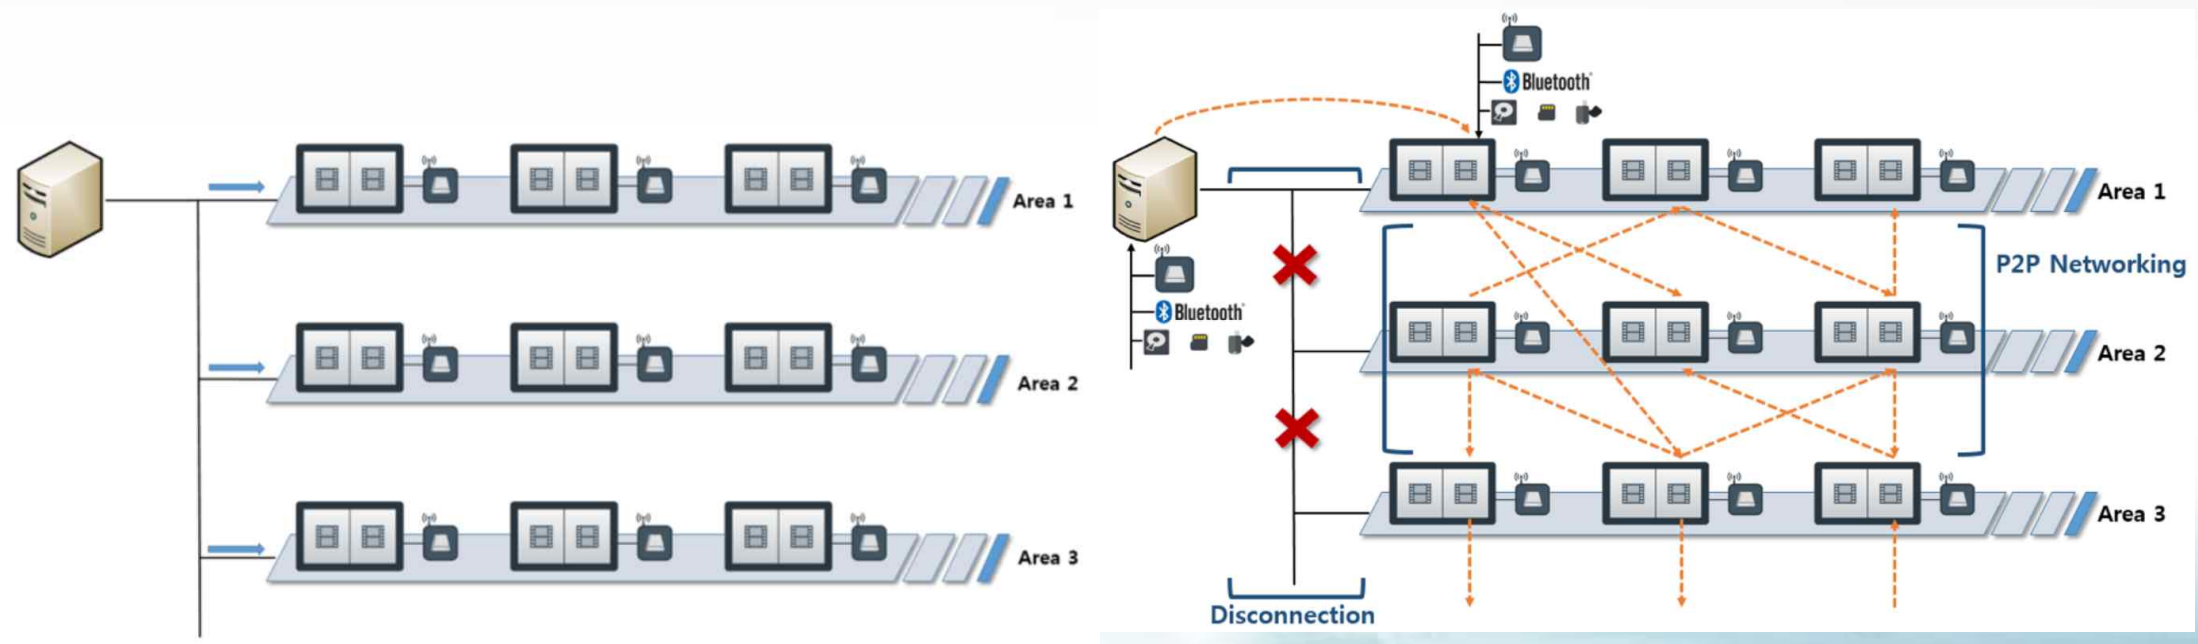 Area 1
Area 2
Area 3
Bluetooth
Area 1
P2P Networking
Bluetooth
Area 2
Area 3
Disconnection